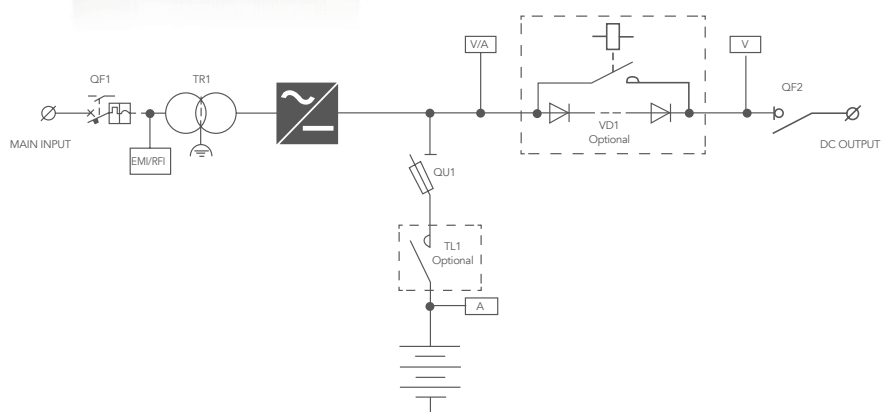 V/A
V
QF1
TR1
QF2
MAIN INPUT
VD1
Optional
DC OUTPUT
EMI/RFI
QU1
TL1
Optional
A